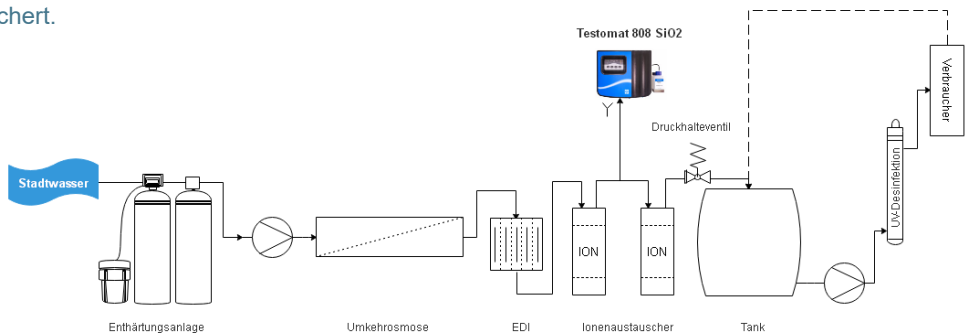 chert.
Testomat 808 SiO2
Druckhalteventil
Verbraucher
Stadtwasser
UV-Desinfektion
ION
ION
Enthärtungsanlage
Umkehrosmose
EDI
Ionenaustauscher
Tank